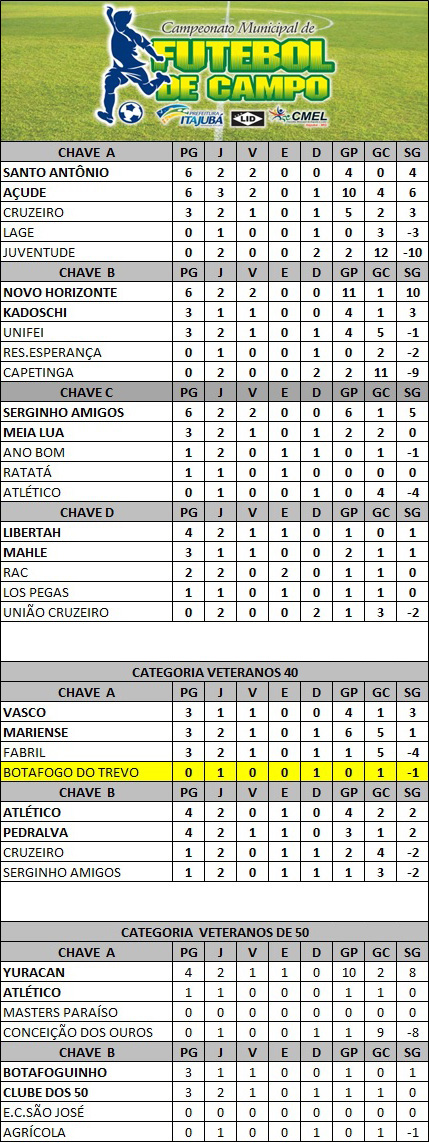 Campeonato Municipal de
FUTEBOL
DE CAMPO
PREFEITURA
ITAJUBÁ
LID
CMEL
CHAVE A PG J V E D GP GC SG
SANTO ANTÔNIO 6 2 2 0 0 4 0 4
AÇUDE 6 3 2 0 1 10 4 6
CRUZEIRO 3 2 1 0 1 5 2 3
LAGE 0 1 0 0 1 0 3 -3
JUVENTUDE 0 2 0 0 2 2 12 -10
CHAVE B PG J V E D GP GC SG
NOVO HORIZONTE 6 2 2 0 0 11 1 10
KADOSCHI 3 1 1 0 0 4 1 3
UNIFEI 3 2 1 0 1 4 5 -1
RES.ESPERANÇA 0 1 0 0 1 0 2 -2
CAPETINGA 0 2 0 0 2 2 11 -9
CHAVE C PG J V E D GP GC SG
SERGINHO AMIGOS 6 2 2 0 0 6 1 5
MEIA LUA 3 2 1 0 1 2 2 0
ANO BOM 1 2 0 1 1 0 1 -1
RATATÁ 1 1 0 1 0 0 0 0
ATLÉTICO 0 1 0 0 1 0 4 -4
CHAVE D PG J V E D GP GC SG
LIBERTAH 4 2 1 1 0 1 0 1
MAHLE 3 1 1 0 0 2 1 1
RAC 2 2 0 2 0 1 1 0
LOS PEGAS 1 1 0 1 0 1 1 0
UNIÃO CRUZEIRO 0 2 0 0 2 1 3 -2
CATEGORIA VETERANOS 40
CHAVE A PG J V E D GP GC SG
VASCO 3 1 1 0 0 4 1 3
MARIENSE 3 2 1 0 1 6 5 1
FABRIL 3 2 1 0 1 1 5 -4
BOTAFOGO DO TREVO 0 1 0 0 1 0 1 -1
CHAVE B PG J V E D GP GC SG
ATLÉTICO 4 2 0 1 0 4 2 2
PEDRALVA 4 2 1 1 0 3 1 2
CRUZEIRO 1 2 0 1 1 2 4 -2
SERGINHO AMIGOS 1 2 0 1 1 1 3 -2
CATEGORIA VETERANOS DE 50
CHAVE A PG J V E D GP GC SG
YURACAN 4 2 1 1 0 10 2 8
ATLÉTICO 1 1 0 0 0 1 1 0
MASTERS PARAÍSO 0 0 0 0 0 0 0 0
CONCEIÇÃO DOS OUROS 0 1 0 0 1 1 9 -8
CHAVE B PG J V E D GP GC SG
BOTAFOGUINHO 3 1 1 0 0 1 0 1
CLUBE DOS 50 3 2 1 0 1 1 1 0
E.C.SÃO JOSÉ 0 0 0 0 0 0 0 0
AGRÍCOLA 0 1 0 0 1 0 1 -1